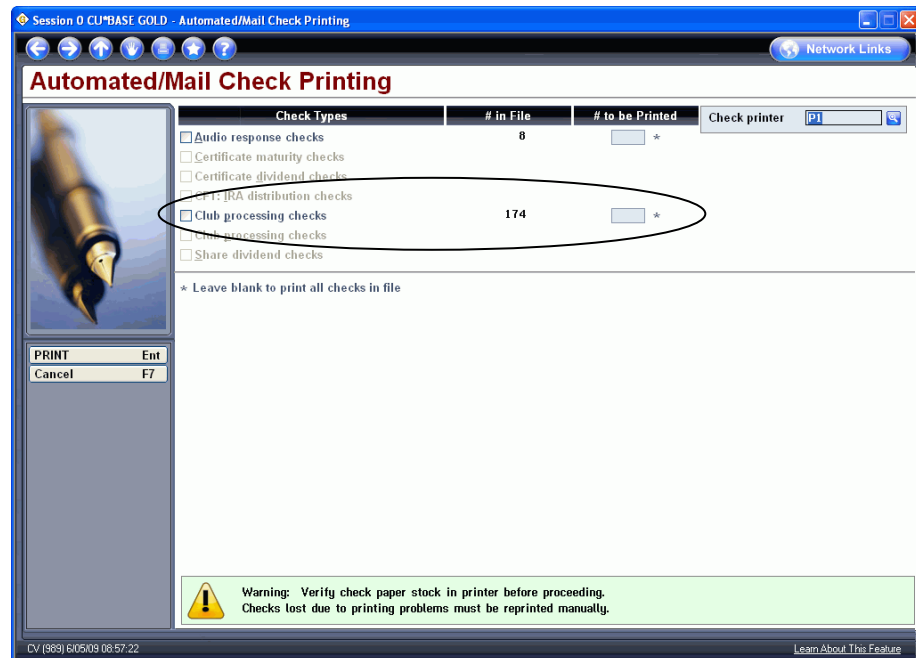 Session 0 CU*BASE GOLD - Automated/Mail Check Printing
Network Links
Automated/Mail Check Printing
Check Types # in File # to be Printed Check printer P1
Audio response checks 8 *
Certificate maturity checks
Certificate dividend checks
CFT: IRA distribution checks
Club processing checks 174 *
Club processing checks
Share dividend checks
* Leave blank to print all checks in file
PRINT Ent
Cancel F7
Warning: Verify check paper stock in printer before proceeding.
Checks lost due to printing problems must be reprinted manually.
CV (989) 6/05/09 08:57:22 Learn About This Feature